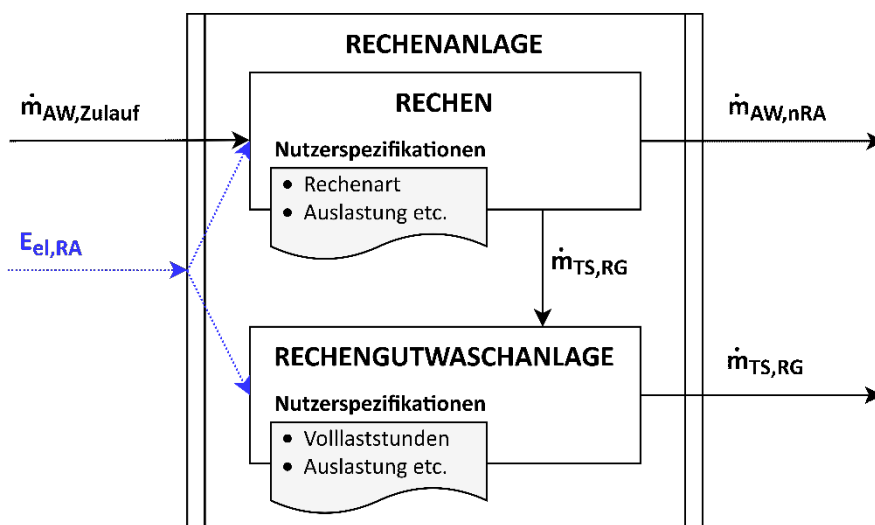 RECHENANLAGE
ṁAW,Zulauf
RECHEN
ṁAW,nRA
Nutzerspezifikationen
• Rechenart
• Auslastung etc.
Eel,RA
ṁTS,RG
RECHENGUTWASCHANLAGE
ṁTS,RG
Nutzerspezifikationen
• Volllaststunden
• Auslastung etc.